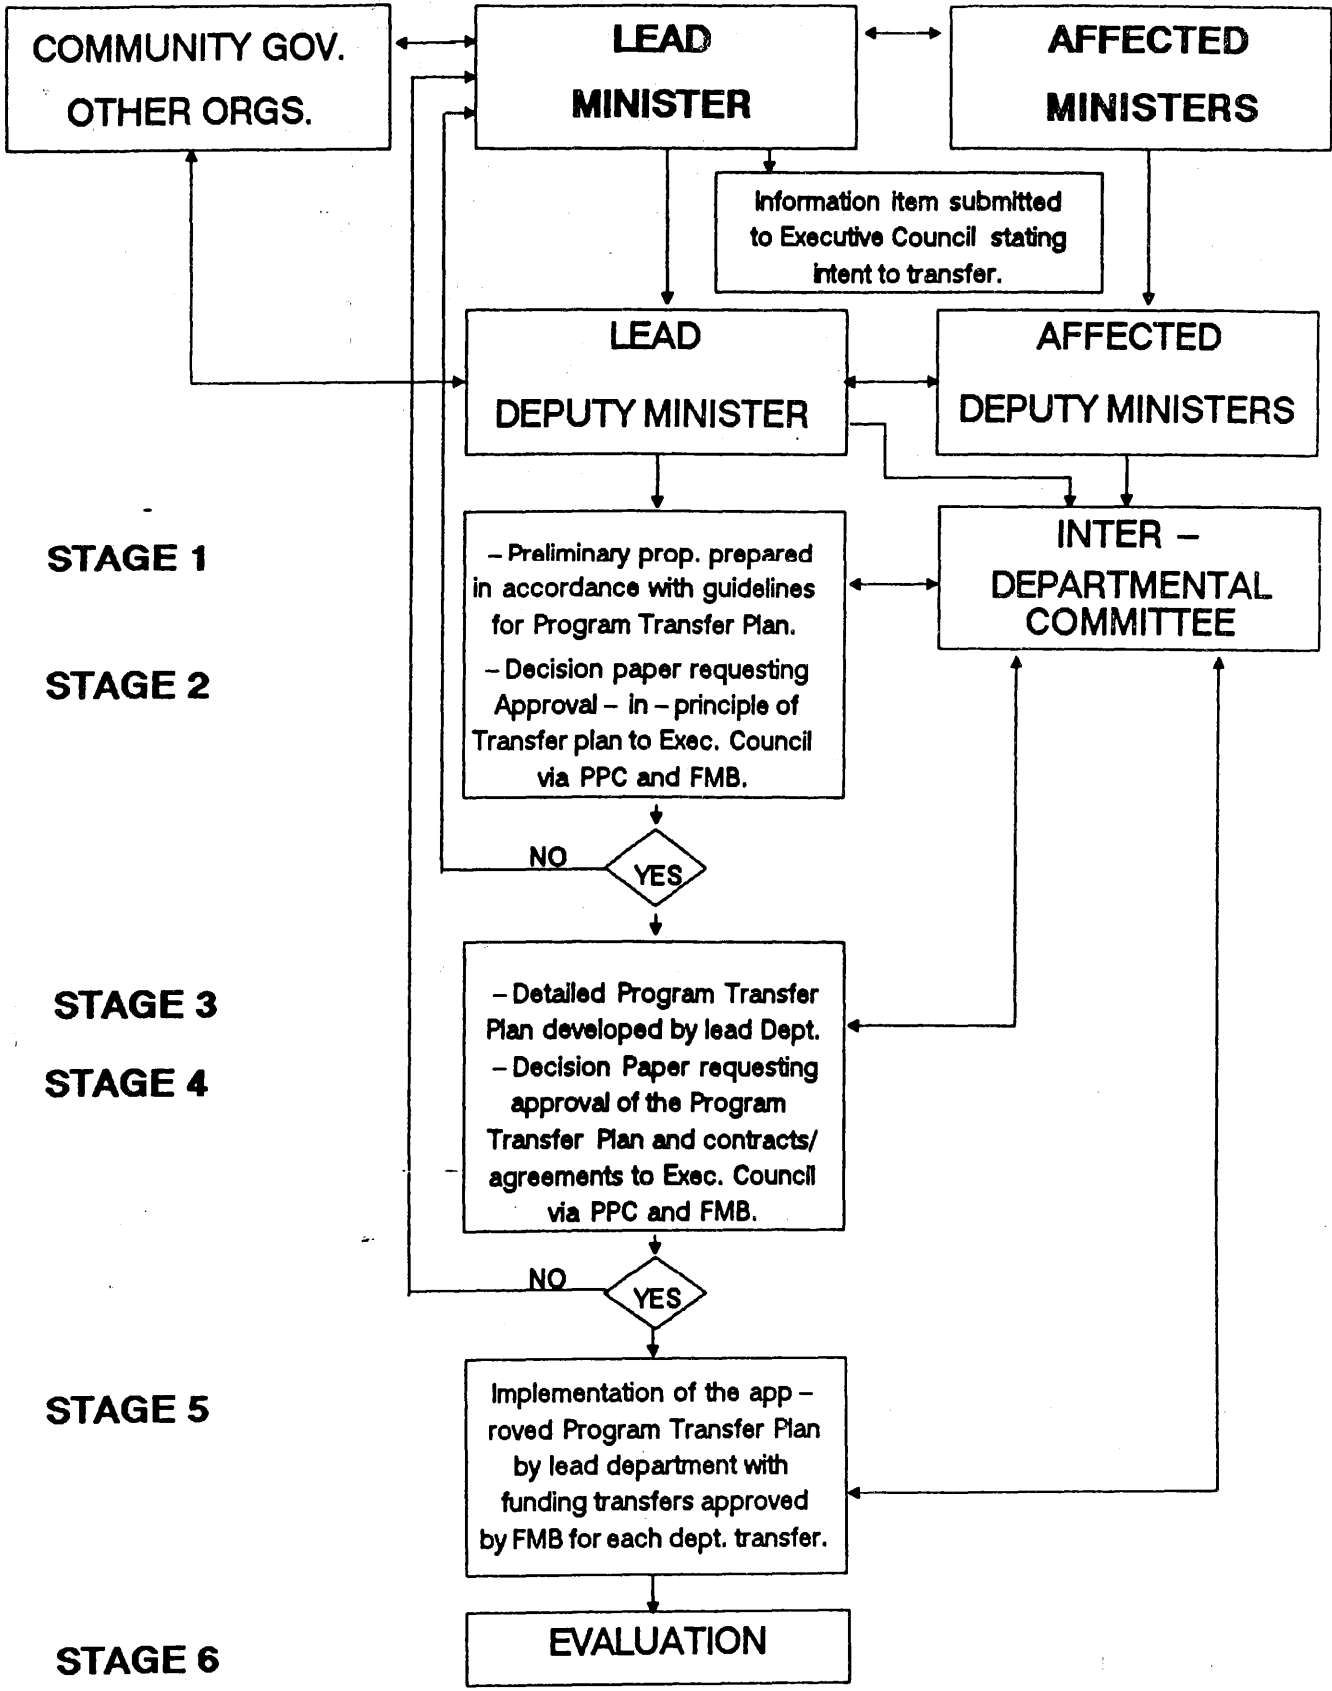 COMMUNITY GOV.
OTHER ORGS.
LEAD
MINISTER
AFFECTED
MINISTERS
Information item submitted
to Executive Council stating
intent to transfer.
LEAD
DEPUTY MINISTER
AFFECTED
DEPUTY MINISTERS
STAGE 1
– Preliminary prop. prepared
in accordance with guidelines
for Program Transfer Plan.
INTER –
DEPARTMENTAL
COMMITTEE
STAGE 2
– Decision paper requesting
Approval – in – principle of
Transfer plan to Exec. Council
via PPC and FMB.
NO
YES
STAGE 3
– Detailed Program Transfer
Plan developed by lead Dept.
STAGE 4
– Decision Paper requesting
approval of the Program
Transfer Plan and contracts/
agreements to Exec. Council
via PPC and FMB.
NO
YES
STAGE 5
Implementation of the app –
roved Program Transfer Plan
by lead department with
funding transfers approved
by FMB for each dept. transfer.
STAGE 6
EVALUATION